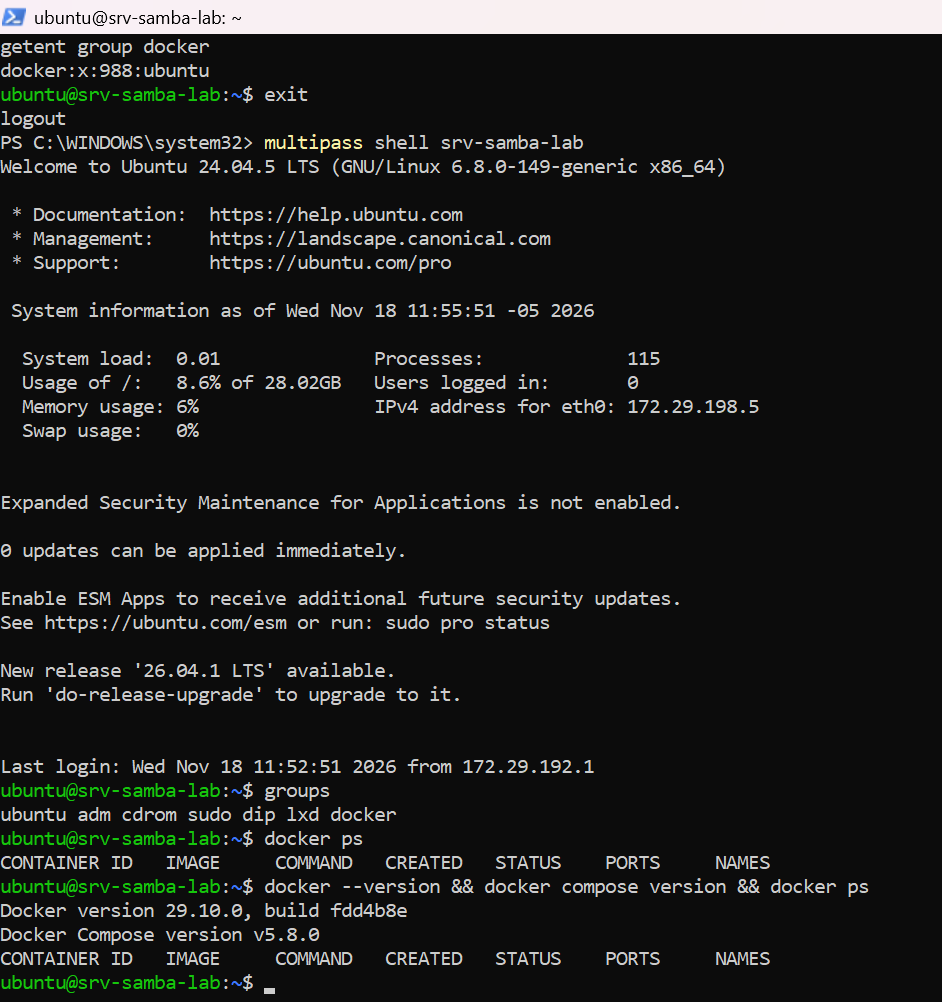 ubuntu@srv-samba-lab: ~
getent group docker
docker:x:988:ubuntu
ubuntu@srv-samba-lab:~$ exit
logout
PS C:\WINDOWS\system32> multipass shell srv-samba-lab
Welcome to Ubuntu 24.04.5 LTS (GNU/Linux 6.8.0-149-generic x86_64)

 * Documentation:  https://help.ubuntu.com
 * Management:     https://landscape.canonical.com
 * Support:        https://ubuntu.com/pro

 System information as of Wed Nov 18 11:55:51 -05 2026

  System load:  0.01              Processes:             115
  Usage of /:   8.6% of 28.02GB   Users logged in:       0
  Memory usage: 6%                IPv4 address for eth0: 172.29.198.5
  Swap usage:   0%


Expanded Security Maintenance for Applications is not enabled.

0 updates can be applied immediately.

Enable ESM Apps to receive additional future security updates.
See https://ubuntu.com/esm or run: sudo pro status

New release '26.04.1 LTS' available.
Run 'do-release-upgrade' to upgrade to it.


Last login: Wed Nov 18 11:52:51 2026 from 172.29.192.1
ubuntu@srv-samba-lab:~$ groups
ubuntu adm cdrom sudo dip lxd docker
ubuntu@srv-samba-lab:~$ docker ps
CONTAINER ID   IMAGE     COMMAND   CREATED   STATUS    PORTS     NAMES
ubuntu@srv-samba-lab:~$ docker --version && docker compose version && docker ps
Docker version 29.10.0, build fdd4b8e
Docker Compose version v5.8.0
CONTAINER ID   IMAGE     COMMAND   CREATED   STATUS    PORTS     NAMES
ubuntu@srv-samba-lab:~$